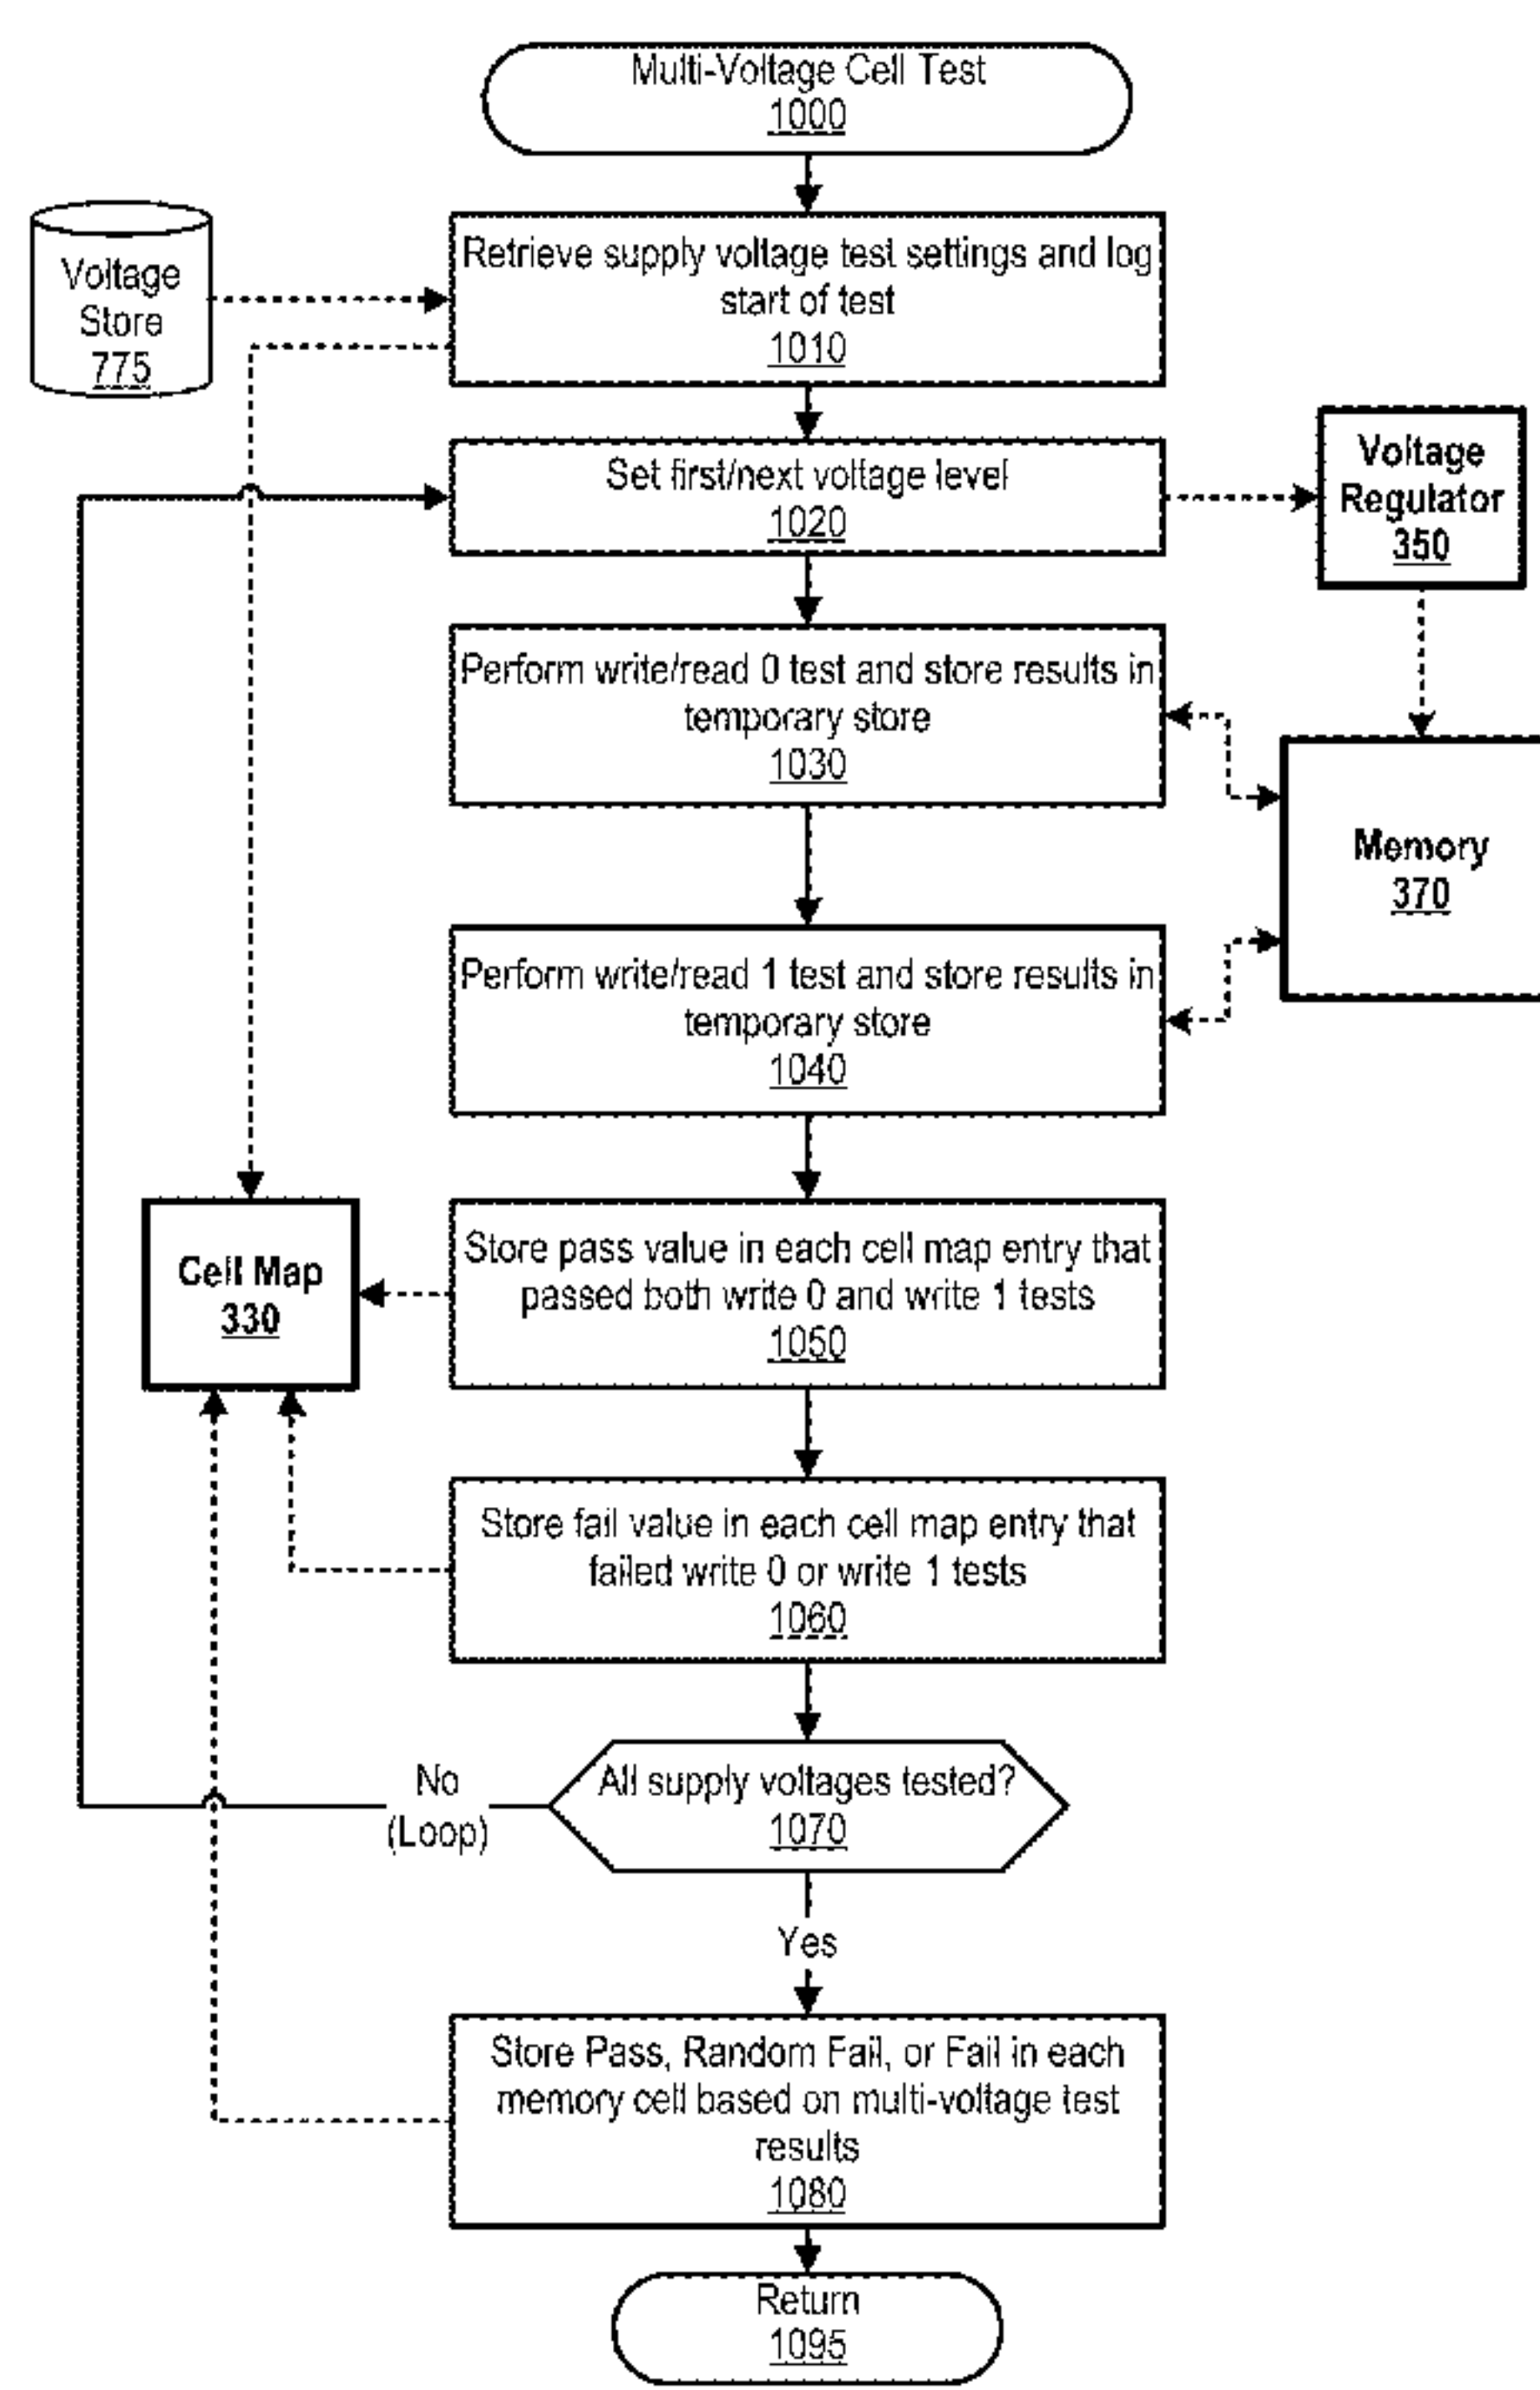 Multi-Voltage Cell Test
1000
Voltage
Store
775
Retrieve supply voltage test settings and log
start of test
1010
Set first/next voltage level
1020
Voltage
Regulator
350
Perform write/read 0 test and store results in
temporary store
1030
Memory
370
Perform write/read 1 test and store results in
temporary store
1040
Cell Map
330
Store pass value in each cell map entry that
passed both write 0 and write 1 tests
1050
Store fail value in each cell map entry that
failed write 0 or write 1 tests
1060
No
(Loop)
All supply voltages tested?
1070
Yes
Store Pass, Random Fail, or Fail in each
memory cell based on multi-voltage test
results
1080
Return
1095